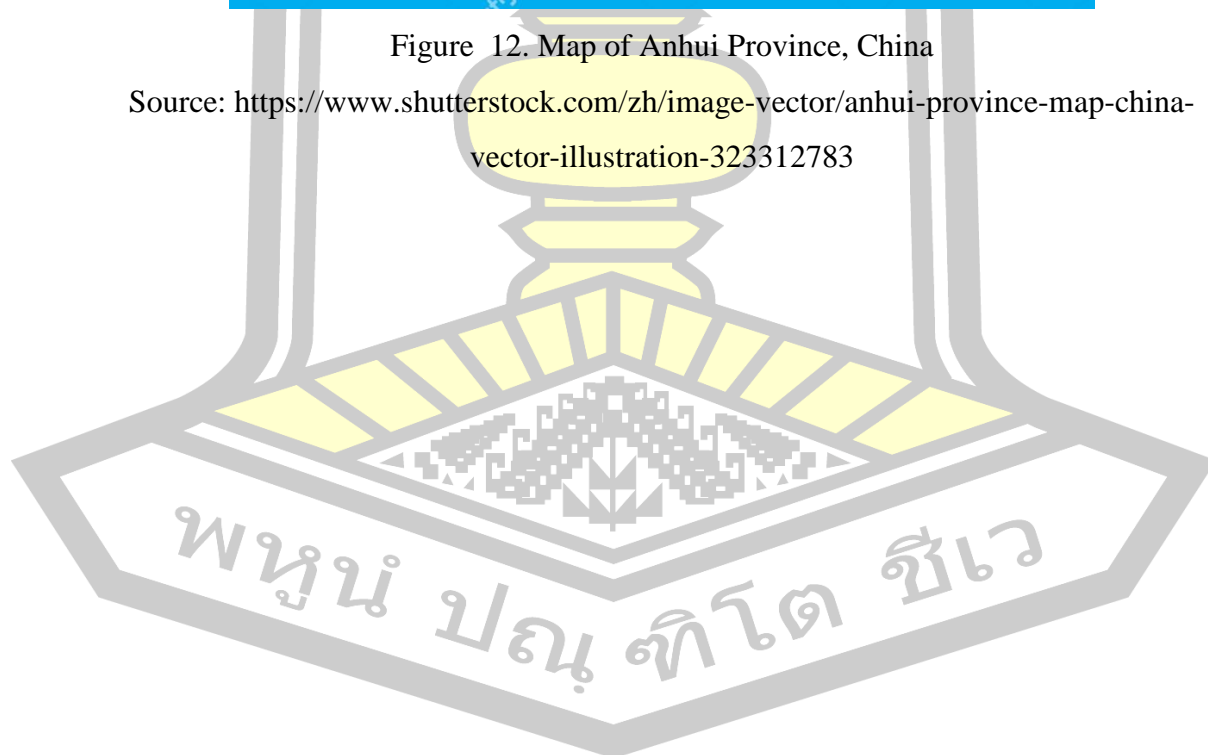 Figure  12. Map of Anhui Province, China
Source: https://www.shutterstock.com/zh/image-vector/anhui-province-map-china-
vector-illustration-323312783
พหูนํ ปณฺฑิโต ชีเว